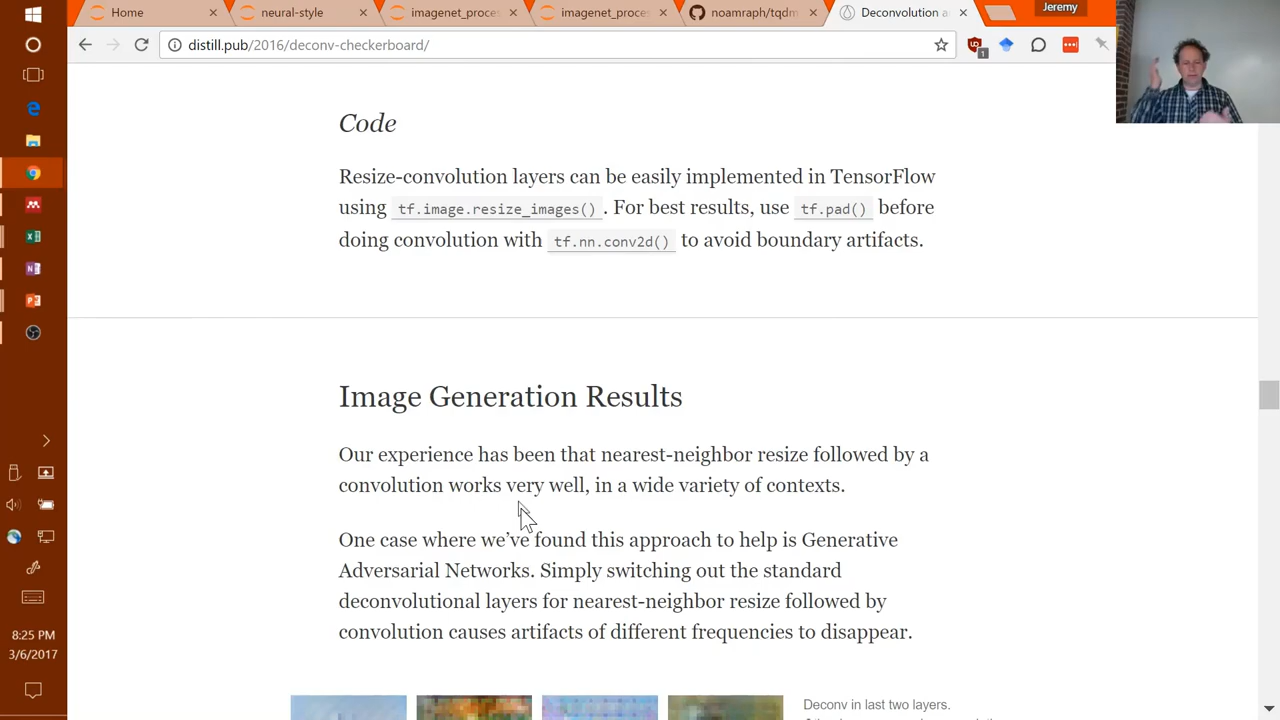 Home
neural-style
imagenet_proces
imagenet_proces
noamraph/tqdm
Deconvolution a
Jeremy
distill.pub/2016/deconv-checkerboard/
1
Code
Resize-convolution layers can be easily implemented in TensorFlow
using tf.image.resize_images() . For best results, use tf.pad() before
doing convolution with tf.nn.conv2d() to avoid boundary artifacts.
Image Generation Results
Our experience has been that nearest-neighbor resize followed by a
convolution works very well, in a wide variety of contexts.
One case where we’ve found this approach to help is Generative
Adversarial Networks. Simply switching out the standard
deconvolutional layers for nearest-neighbor resize followed by
convolution causes artifacts of different frequencies to disappear.
Deconv in last two layers.
8:25 PM
3/6/2017